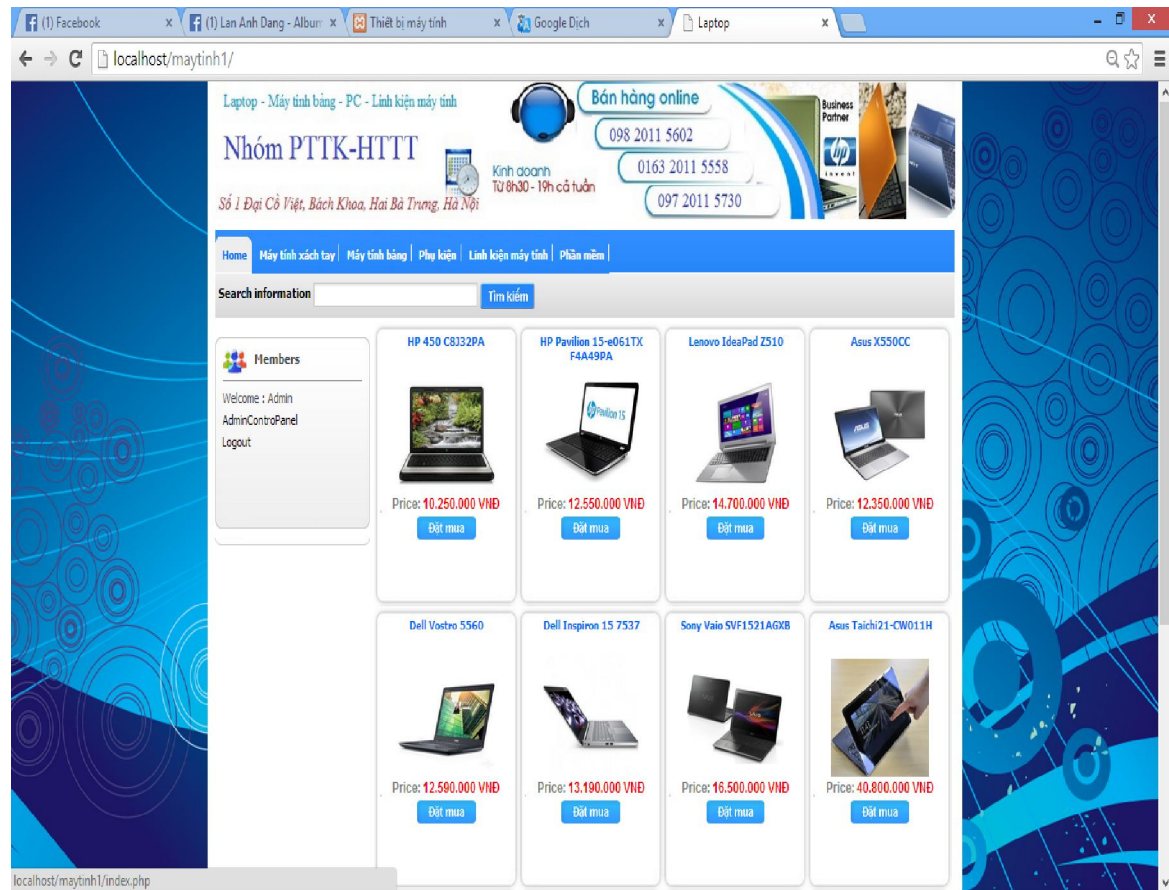 (1) Facebook
(1) Lan Anh Dang - Album
Thiết bị máy tính
Google Dịch
Laptop
localhost/maytinh1/
Laptop - Máy tính bảng - PC - Linh kiện máy tính
Nhóm PTTK-HTTT
Số 1 Đại Cồ Việt, Bách Khoa, Hai Bà Trưng, Hà Nội
Kinh doanh
Từ 8h30 - 19h cả tuần
Bán hàng online
098 2011 5602
0163 2011 5558
097 2011 5730
Business Partner
hp
invent
Home Máy tính xách tay Máy tính bảng Phụ kiện Linh kiện máy tính Phần mềm
Search information Tìm kiếm
Members
Welcome : Admin
AdminControPanel
Logout
HP 450 C8J32PA
Price: 10.250.000 VNĐ
Đặt mua
HP Pavilion 15-e061TX
F4A49PA
Pavilion 15
Price: 12.550.000 VNĐ
Đặt mua
Lenovo IdeaPad Z510
Price: 14.700.000 VNĐ
Đặt mua
Asus X550CC
Price: 12.350.000 VNĐ
Đặt mua
Dell Vostro 5560
Price: 12.590.000 VNĐ
Đặt mua
Dell Inspiron 15 7537
Price: 13.190.000 VNĐ
Đặt mua
Sony Vaio SVF1521AGXB
Price: 16.500.000 VNĐ
Đặt mua
Asus Taichi21-CW011H
Price: 40.800.000 VNĐ
Đặt mua
localhost/maytinh1/index.php